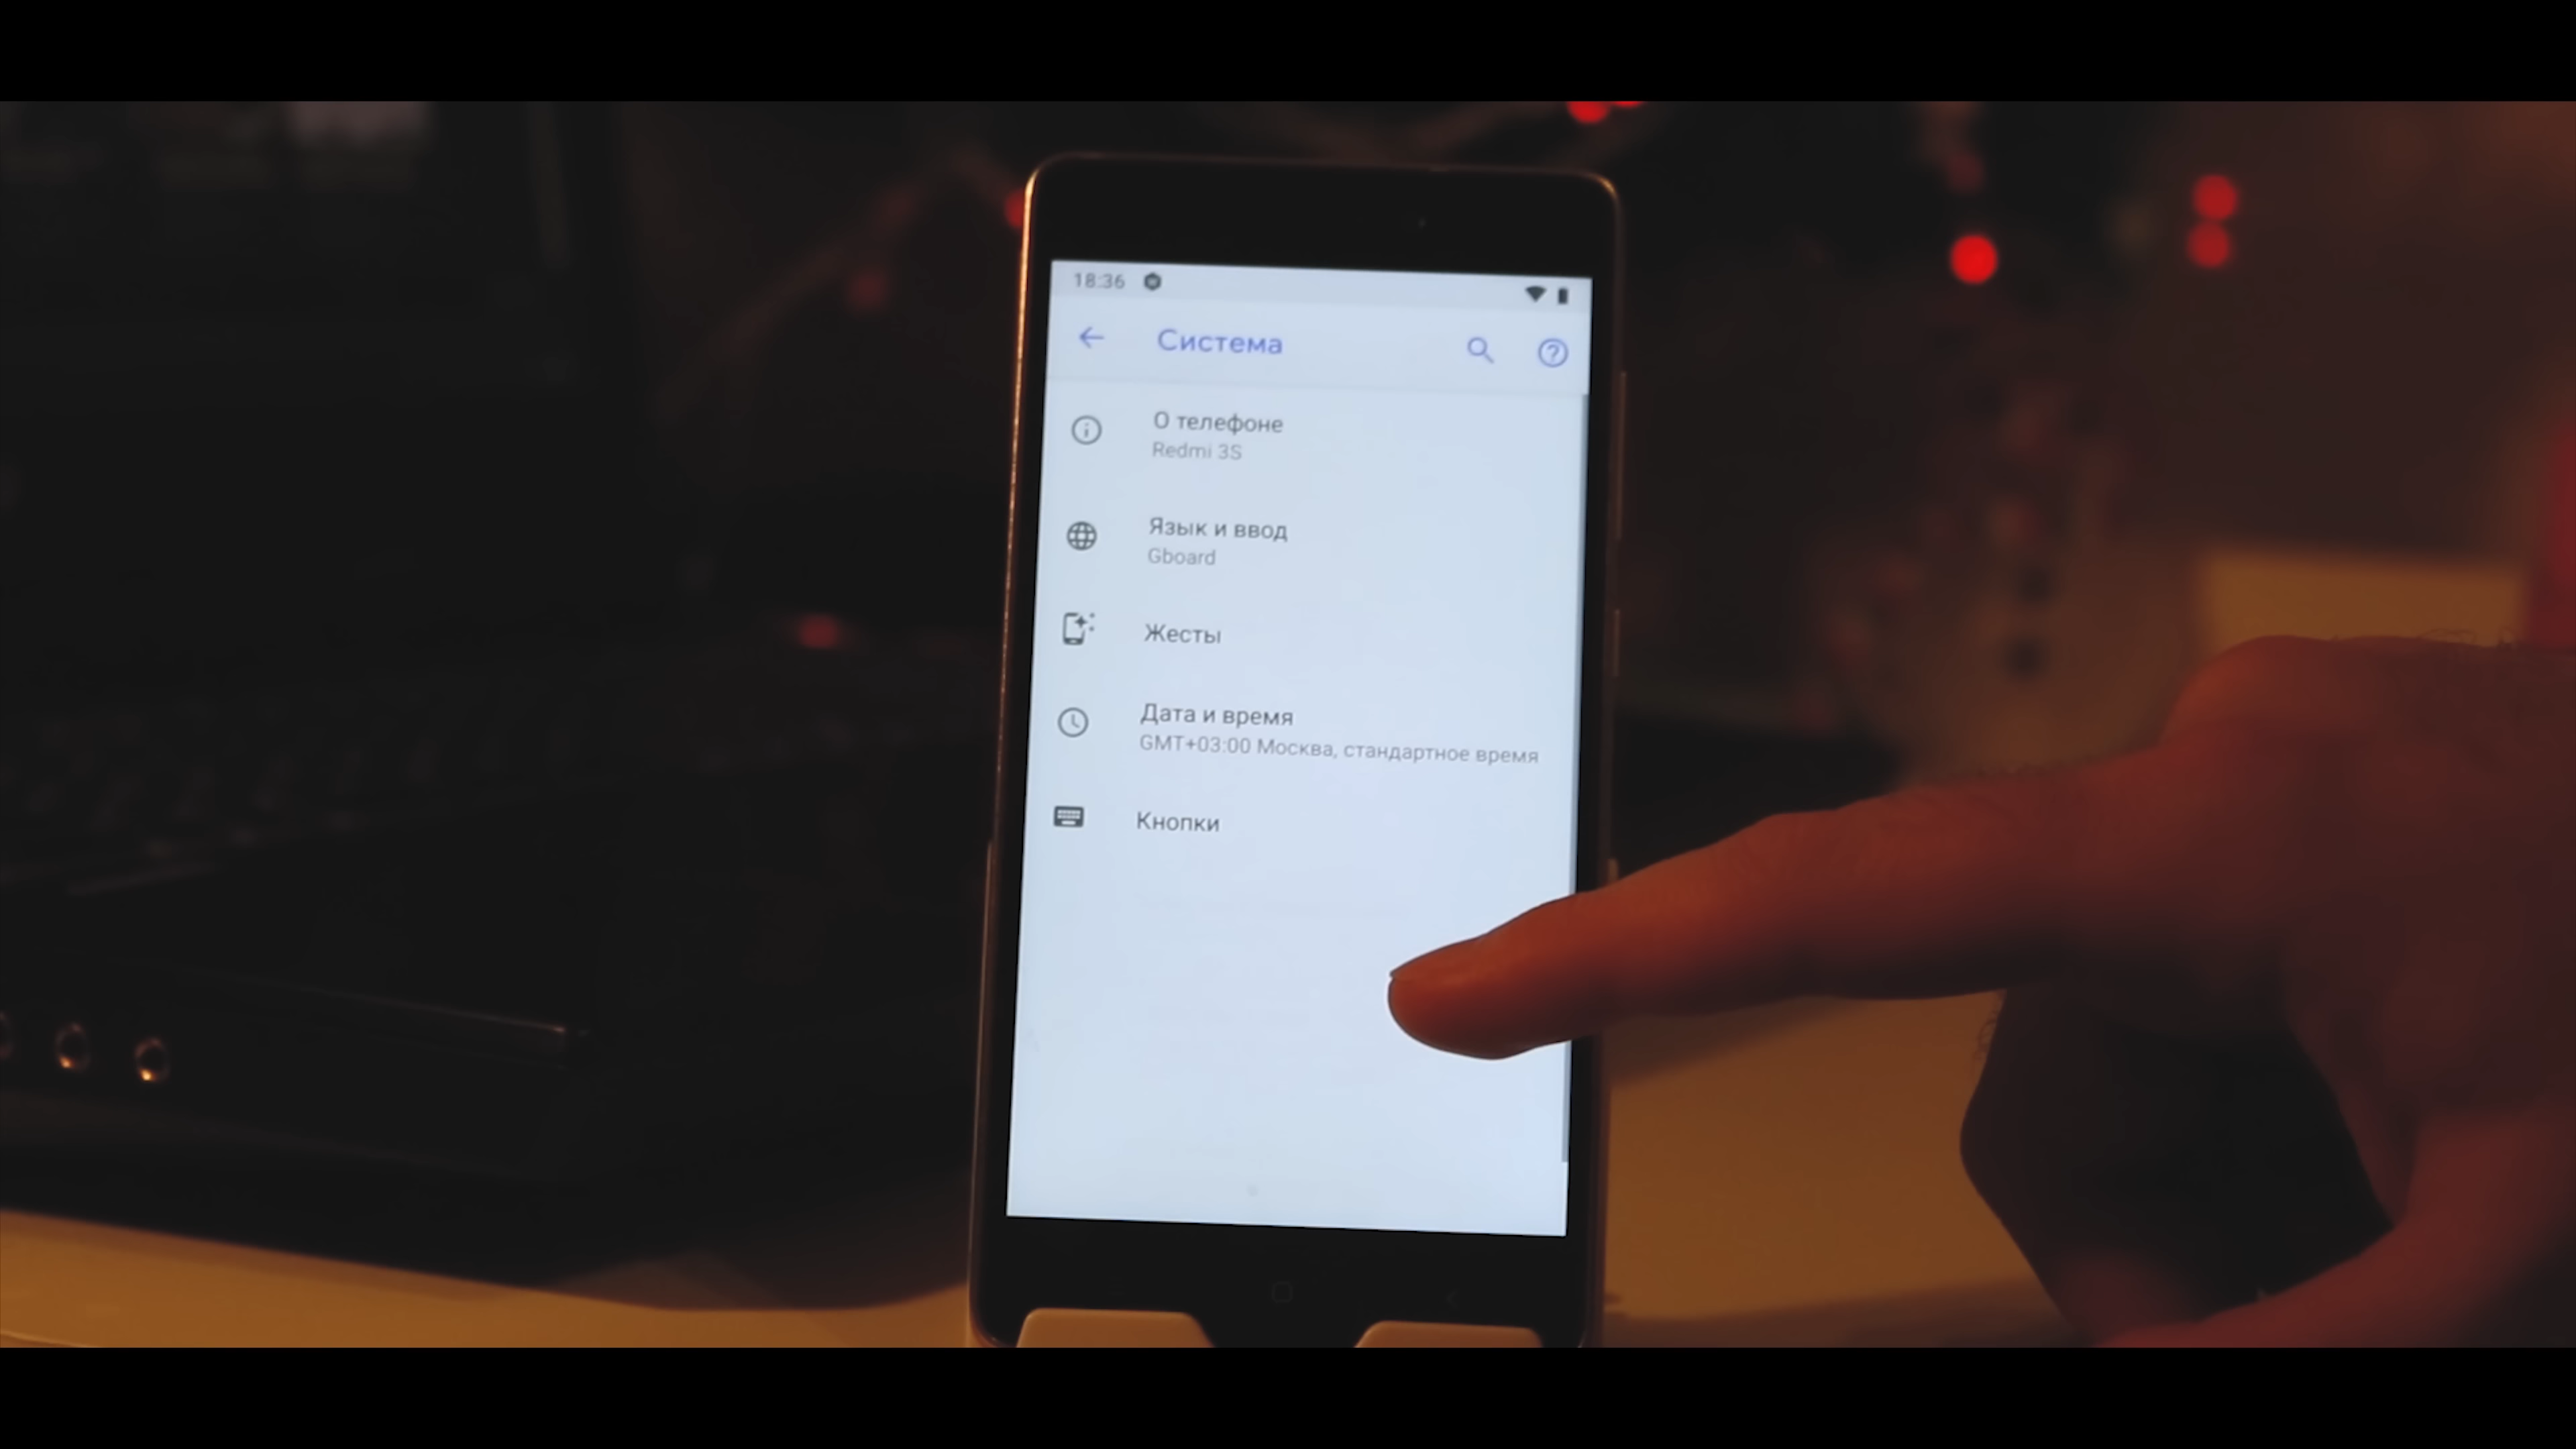 18:36
Система
О телефоне
Redmi 3S
Язык и ввод
Gboard
Жесты
Дата и время
GMT+03:00 Москва, стандартное время
Кнопки